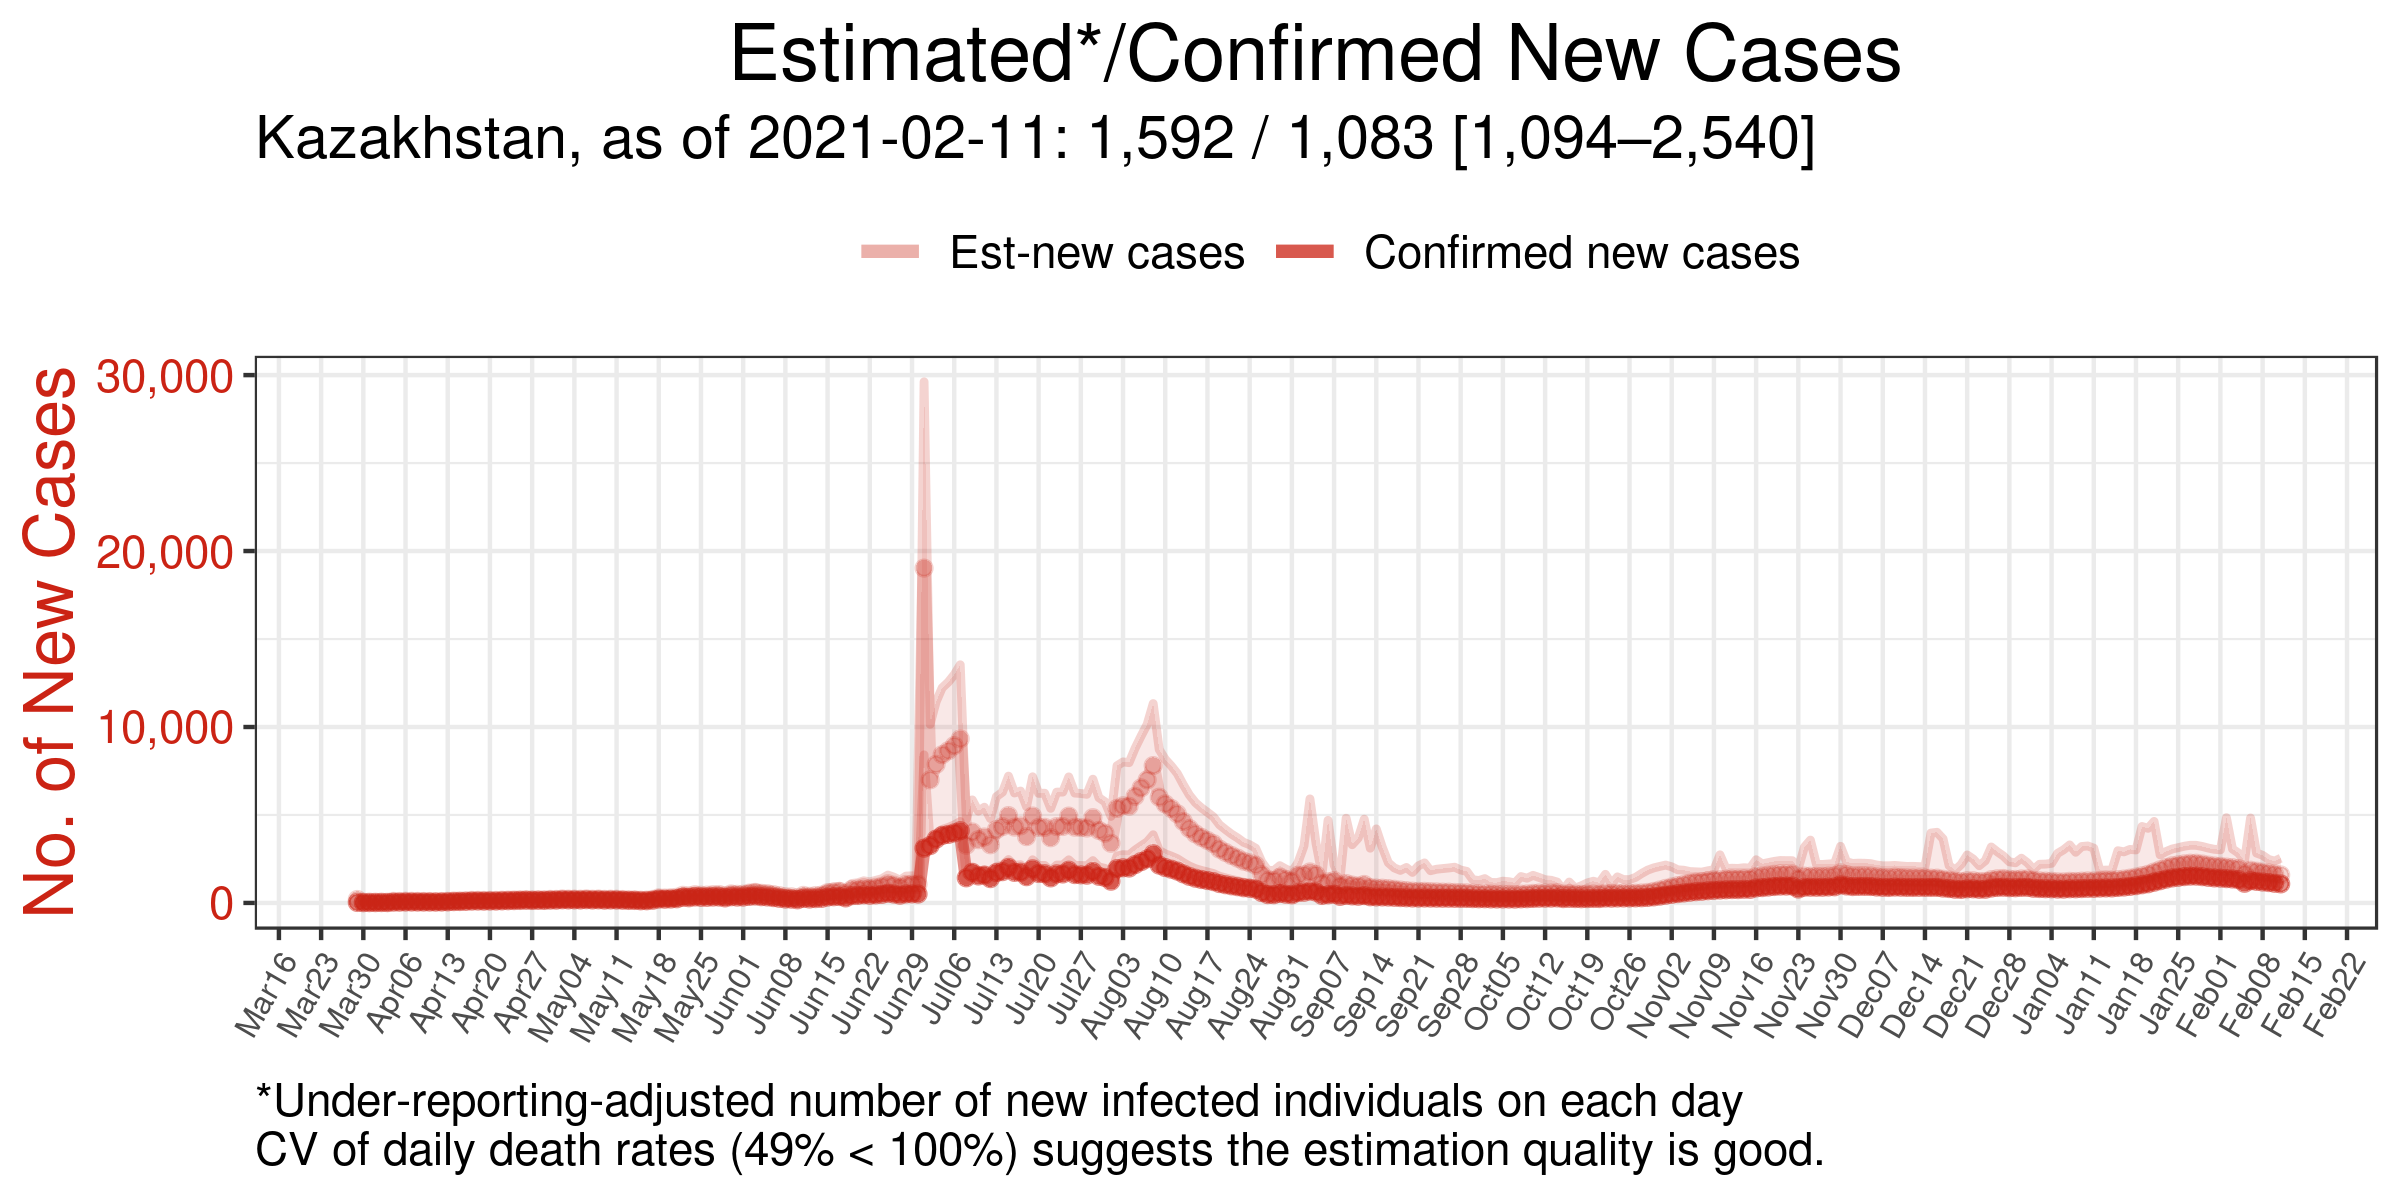 Estimated*/Confirmed New Cases
Kazakhstan, as of 2021-02-11: 1,592 / 1,083 [1,094–2,540]
Est-new cases
Confirmed new cases
No. of New Cases
30,000
20,000
10,000
0
Mar16
Mar23
Mar30
Apr06
Apr13
Apr20
Apr27
May04
May11
May18
May25
Jun01
Jun08
Jun15
Jun22
Jun29
Jul06
Jul13
Jul20
Jul27
Aug03
Aug10
Aug17
Aug24
Aug31
Sep07
Sep14
Sep21
Sep28
Oct05
Oct12
Oct19
Oct26
Nov02
Nov09
Nov16
Nov23
Nov30
Dec07
Dec14
Dec21
Dec28
Jan04
Jan11
Jan18
Jan25
Feb01
Feb08
Feb15
Feb22
*Under-reporting-adjusted number of new infected individuals on each day
CV of daily death rates (49% < 100%) suggests the estimation quality is good.